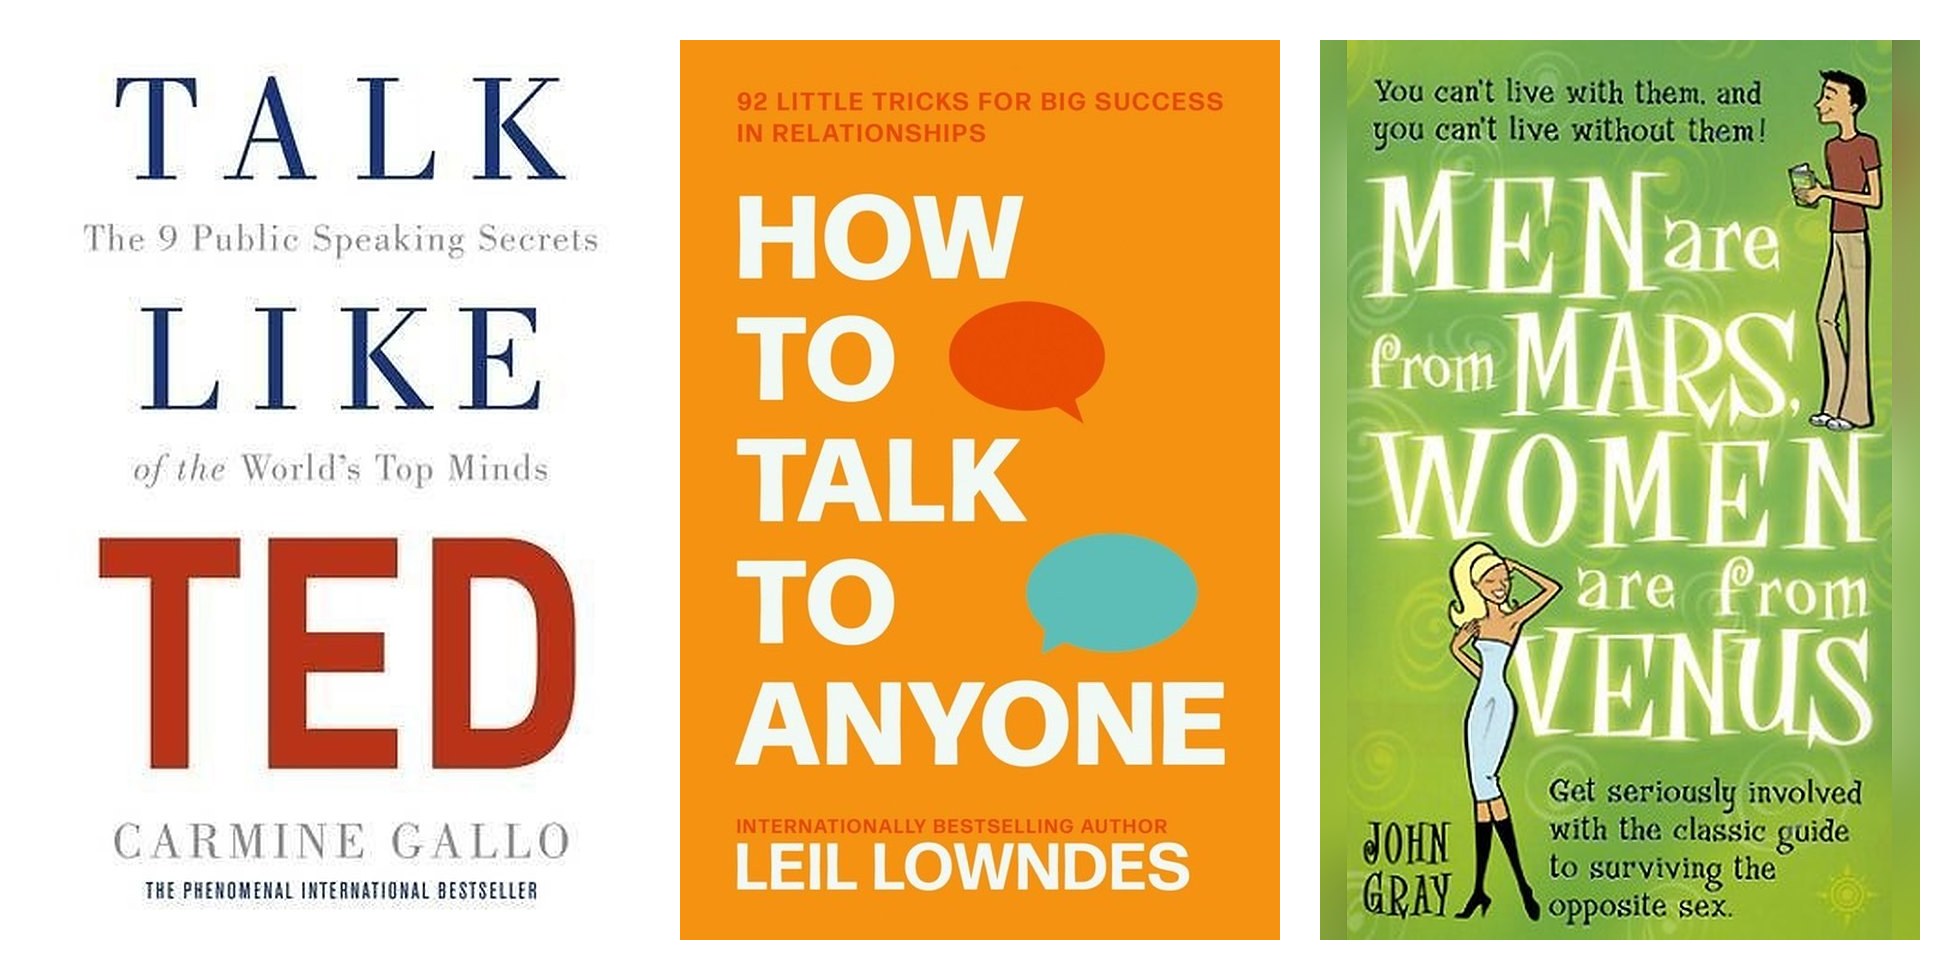 TALK
The 9 Public Speaking Secrets
LIKE
of the World's Top Minds
TED
CARMINE GALLO
THE PHENOMENAL INTERNATIONAL BESTSELLER
92 LITTLE TRICKS FOR BIG SUCCESS
IN RELATIONSHIPS
HOW
TO
TALK
TO
ANYONE
INTERNATIONALLY BESTSELLING AUTHOR
LEIL LOWNDES
You can't live with them, and
you can't live without them!
MEN are
from MARS,
WOMEN
are from
VENUS
Get seriously involved
with the classic guide
to surviving the
opposite sex.
JOHN
GRAY